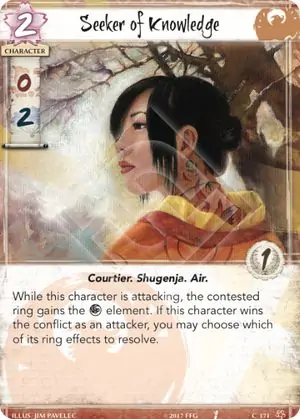 2
Seeker of Knowledge
CHARACTER
0
2
1
Courtier. Shugenja. Air.
While this character is attacking, the contested
ring gains the element. If this character wins
the conflict as an attacker, you may choose which
of its ring effects to resolve.
ILLUS. JIM PAVELEC
©2017 FFG
1
C 171